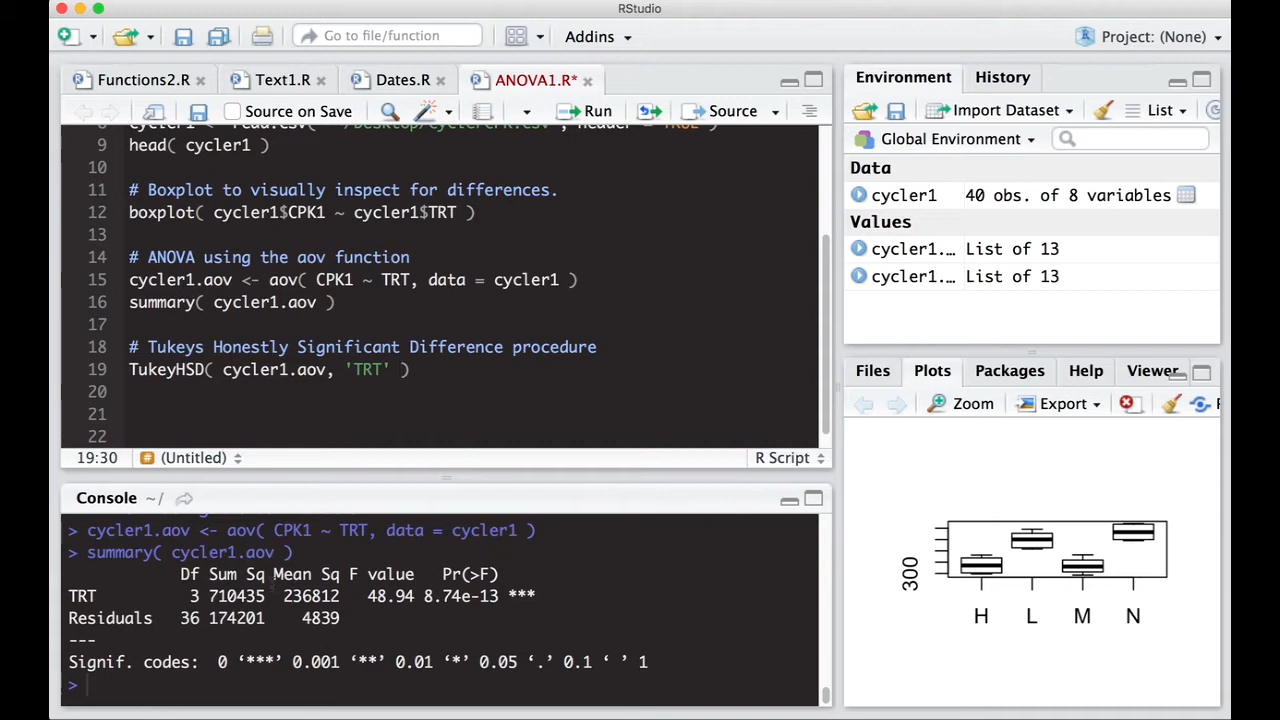 RStudio
Go to file/function
Addins
Project: (None)
Functions2.R
Text1.R
Dates.R
ANOVA1.R*
Source on Save
Run
Source
9 head( cycler1 )
10
11 # Boxplot to visually inspect for differences.
12 boxplot( cycler1$CPK1 ~ cycler1$TRT )
13
14 # ANOVA using the aov function
15 cycler1.aov <- aov( CPK1 ~ TRT, data = cycler1 )
16 summary( cycler1.aov )
17
18 # Tukeys Honestly Significant Difference procedure
19 TukeyHSD( cycler1.aov, 'TRT' )
20
21
22
19:30 # (Untitled) R Script
Console ~/
> cycler1.aov <- aov( CPK1 ~ TRT, data = cycler1 )
> summary( cycler1.aov )
Df Sum Sq Mean Sq F value Pr(>F)
TRT 3 710435 236812 48.94 8.74e-13 ***
Residuals 36 174201 4839
---
Signif. codes: 0 ‘***’ 0.001 ‘**’ 0.01 ‘*’ 0.05 ‘.’ 0.1 ‘ ’ 1
>
Environment
History
Import Dataset
List
Global Environment
Data
cycler1 40 obs. of 8 variables
Values
cycler1.… List of 13
cycler1.… List of 13
Files
Plots
Packages
Help
Viewer
Zoom
Export
300
H L M N